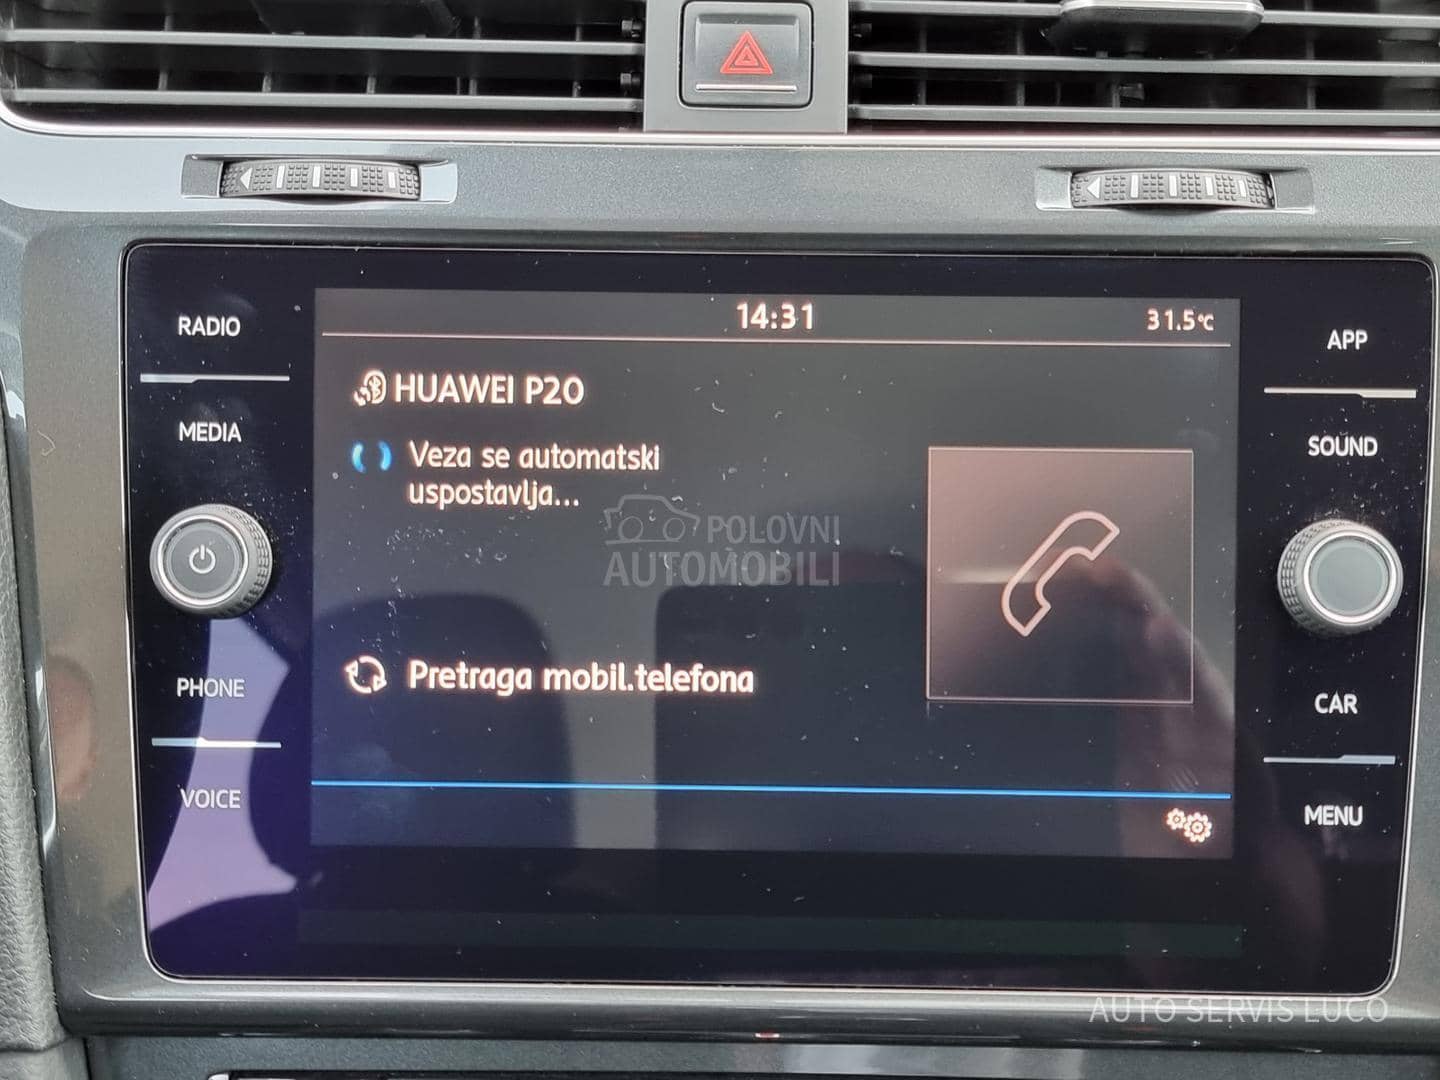 14:31
31.5°C
RADIO
MEDIA
PHONE
VOICE
HUAWEI P20
Veza se automatski
uspostavlja...
Pretraga mobil.telefona
APP
SOUND
CAR
MENU
POLOVNI
AUTOMOBILI
AUTO SERVIS LUCO